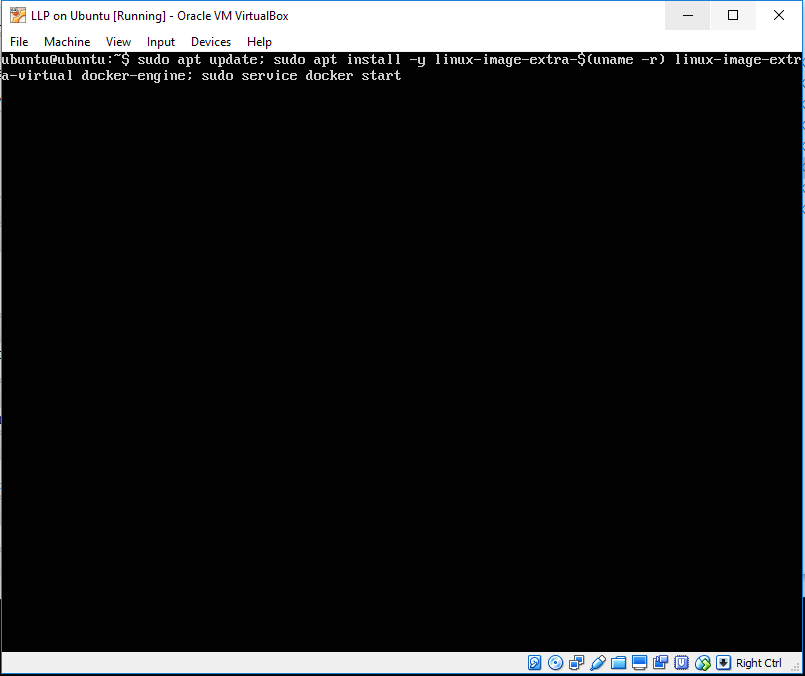 LLP on Ubuntu [Running] - Oracle VM VirtualBox
File Machine View Input Devices Help
ubuntu@ubuntu:~$ sudo apt update; sudo apt install -y linux-image-extra-$(uname -r) linux-image-extr
a-virtual docker-engine; sudo service docker start
Right Ctrl